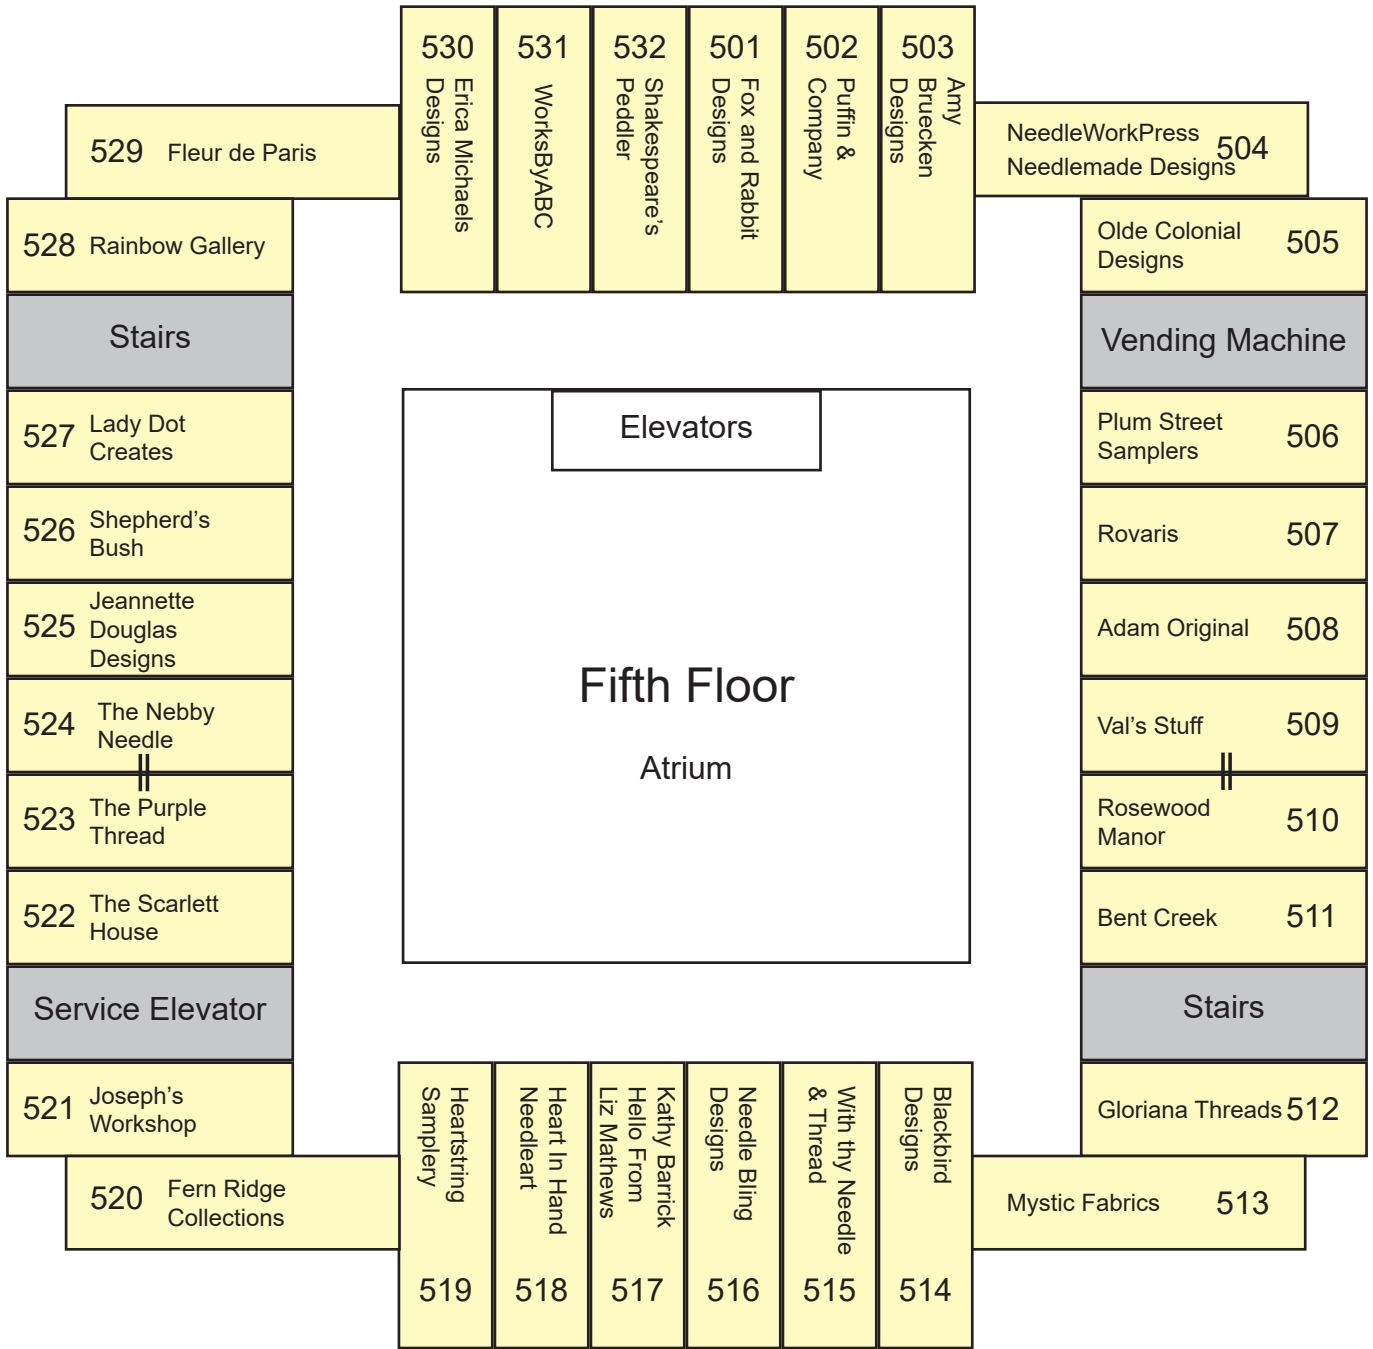 530
Erica Michaels
Designs
531
WorksByABC
532
Shakespeare’s
Peddler
501
Fox and Rabbit
Designs
502
Puffin &
Company
503
Amy
Bruecken
Designs
529 Fleur de Paris
NeedleWorkPress
Needlemade Designs
504
528 Rainbow Gallery
Olde Colonial
Designs
505
Stairs
Vending Machine
Elevators
527
Lady Dot
Creates
Plum Street
Samplers
506
526
Shepherd’s
Bush
Rovaris 507
525
Jeannette
Douglas
Designs
Adam Original 508
Fifth Floor
Atrium
524
The Nebby
Needle
Val’s Stuff 509
523
The Purple
Thread
Rosewood
Manor
510
522
The Scarlett
House
Bent Creek 511
Service Elevator
Stairs
521
Joseph’s
Workshop
Gloriana Threads 512
520
Fern Ridge
Collections
Mystic Fabrics 513
Heartstring
Samplery
519
Heart In Hand
Needleart
518
Kathy Barrick
Hello From
Liz Mathews
517
Needle Bling
Designs
516
With thy Needle
& Thread
515
Blackbird
Designs
514